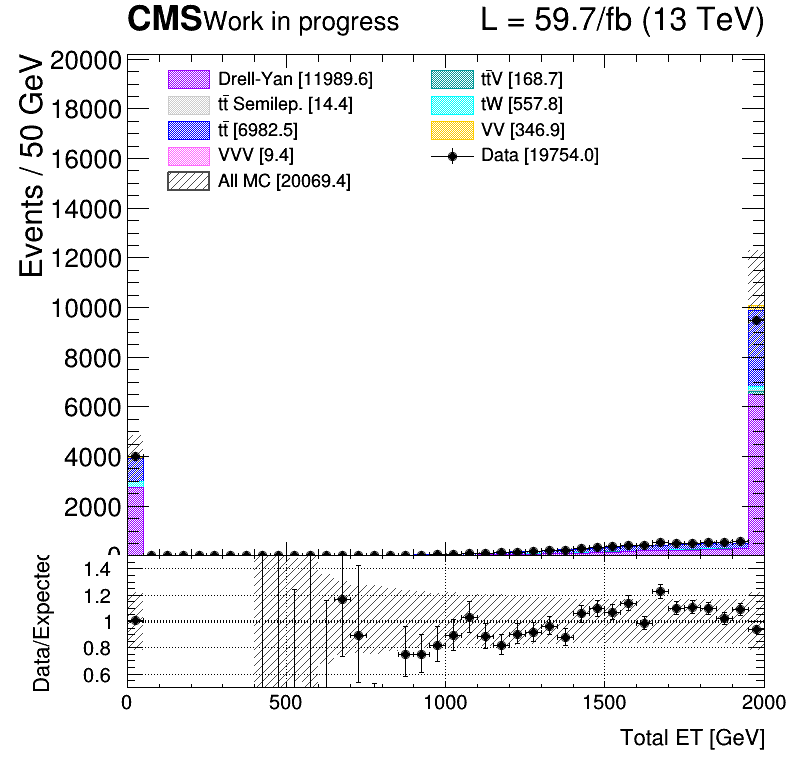 CMS Work in progress L = 59.7/fb (13 TeV)
Events / 50 GeV
20000
18000
16000
14000
12000
10000
8000
6000
4000
2000
0
Drell-Yan [11989.6]
tt̄ Semilep. [14.4]
tt̄ [6982.5]
VVV [9.4]
All MC [20069.4]
tt̄V [168.7]
tW [557.8]
VV [346.9]
Data [19754.0]
Data/Expected
1.4
1.2
1
0.8
0.6
0 500 1000 1500 2000
Total ET [GeV]